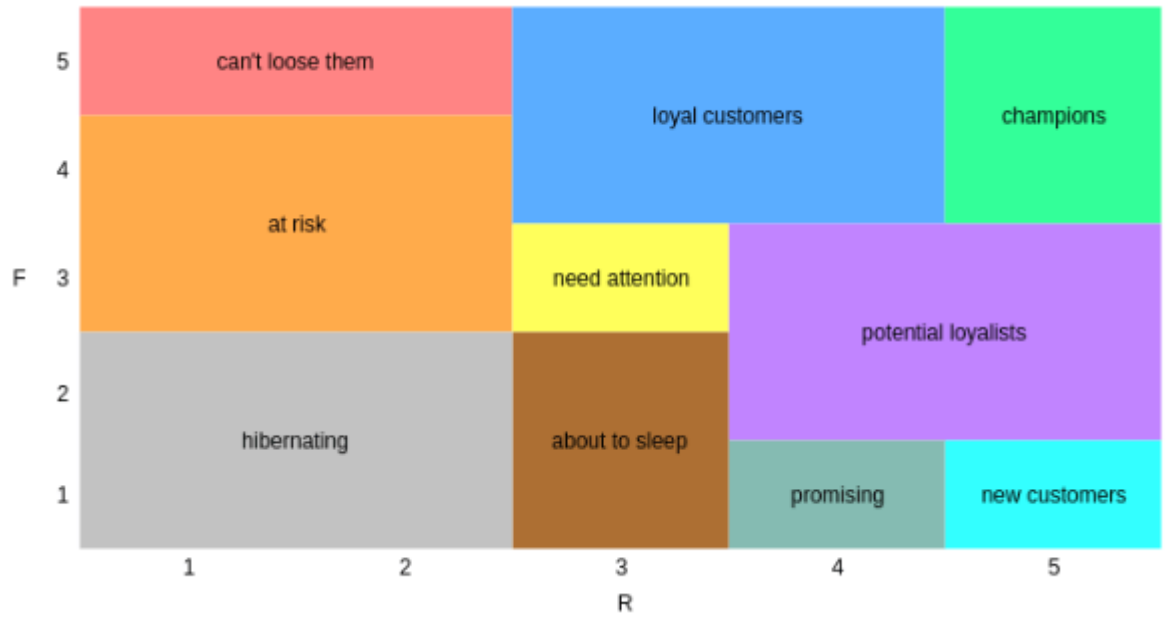 5
can't loose them
loyal customers
champions
4
at risk
F
3
need attention
potential loyalists
2
hibernating
about to sleep
1
promising
new customers
1
2
3
4
5
R